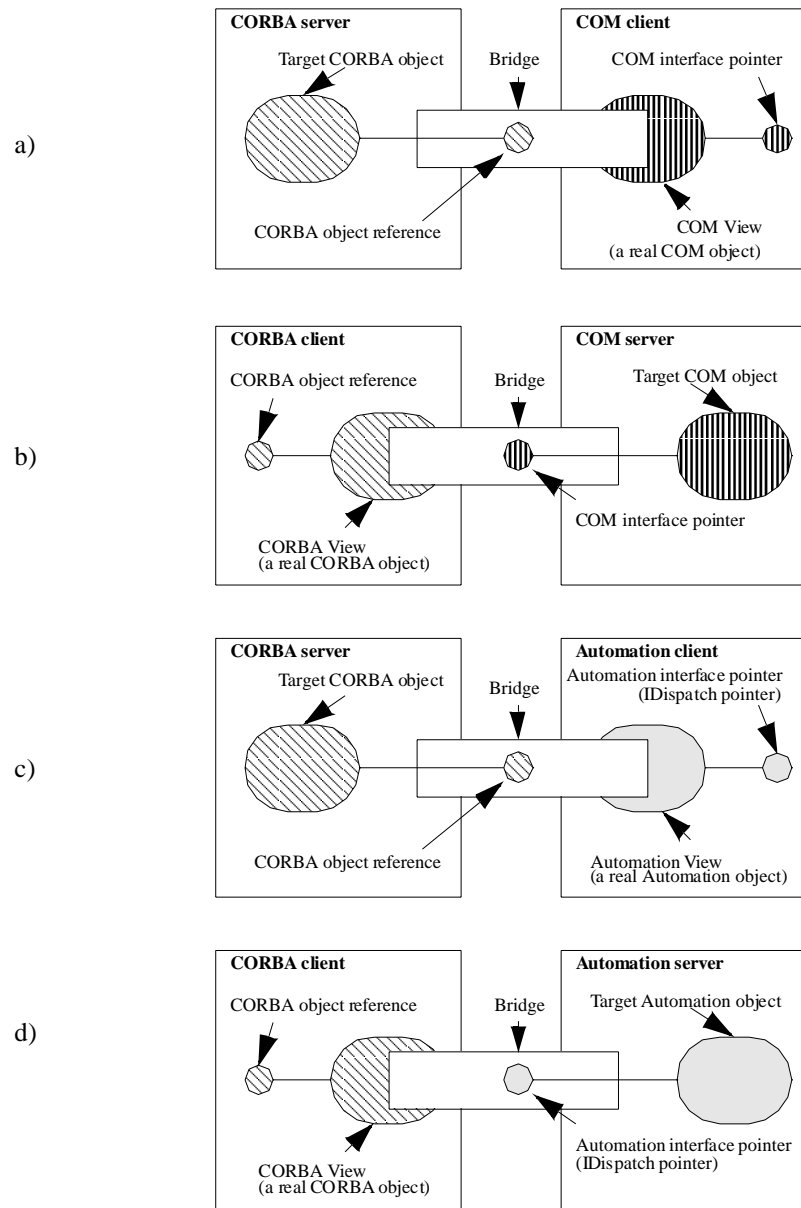 CORBA server
COM client
Target CORBA object
Bridge
COM interface pointer
a)
CORBA object reference
COM View
(a real COM object)
CORBA client
COM server
CORBA object reference
Bridge
Target COM object
b)
COM interface pointer
CORBA View
(a real CORBA object)
CORBA server
Automation client
Target CORBA object
Bridge
Automation interface pointer
(IDispatch pointer)
c)
CORBA object reference
Automation View
(a real Automation object)
CORBA client
Automation server
CORBA object reference
Bridge
Target Automation object
d)
Automation interface pointer
(IDispatch pointer)
CORBA View
(a real CORBA object)